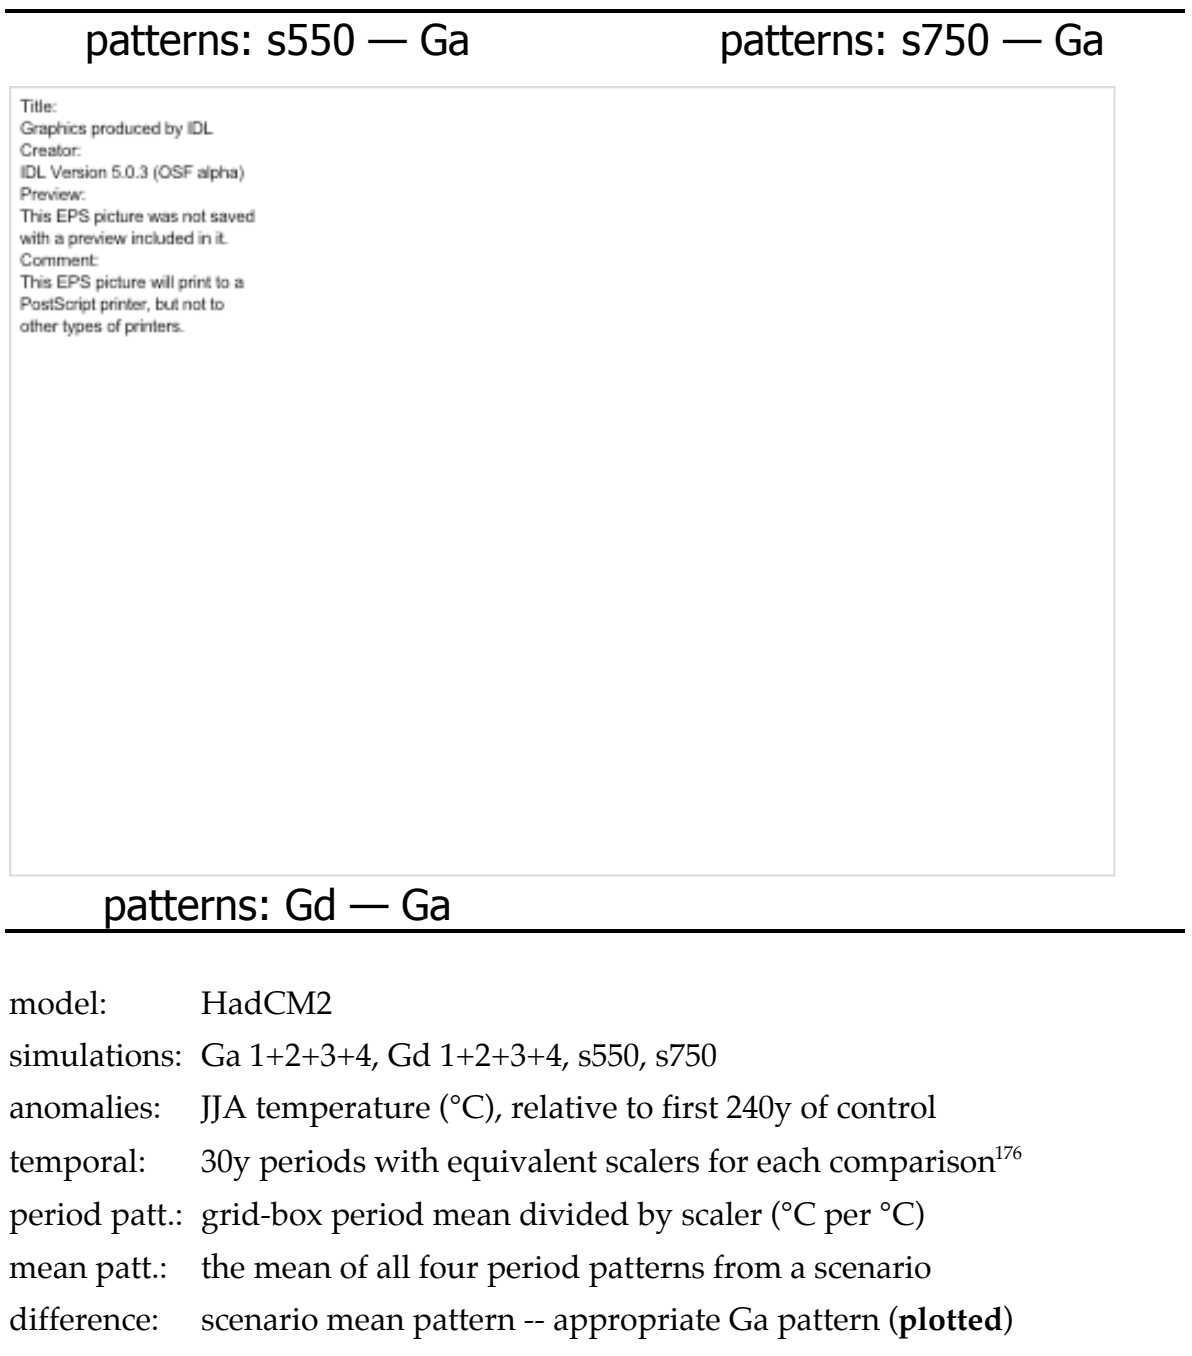 patterns: s550 — Ga patterns: s750 — Ga
Title:
Graphics produced by IDL
Creator:
IDL Version 5.0.3 (OSF alpha)
Preview:
This EPS picture was not saved
with a preview included in it.
Comment:
This EPS picture will print to a
PostScript printer, but not to
other types of printers.
patterns: Gd — Ga
model: HadCM2
simulations: Ga 1+2+3+4, Gd 1+2+3+4, s550, s750
anomalies: JJA temperature (°C), relative to first 240y of control
temporal: 30y periods with equivalent scalers for each comparison176
period patt.: grid-box period mean divided by scaler (°C per °C)
mean patt.: the mean of all four period patterns from a scenario
difference: scenario mean pattern -- appropriate Ga pattern (plotted)